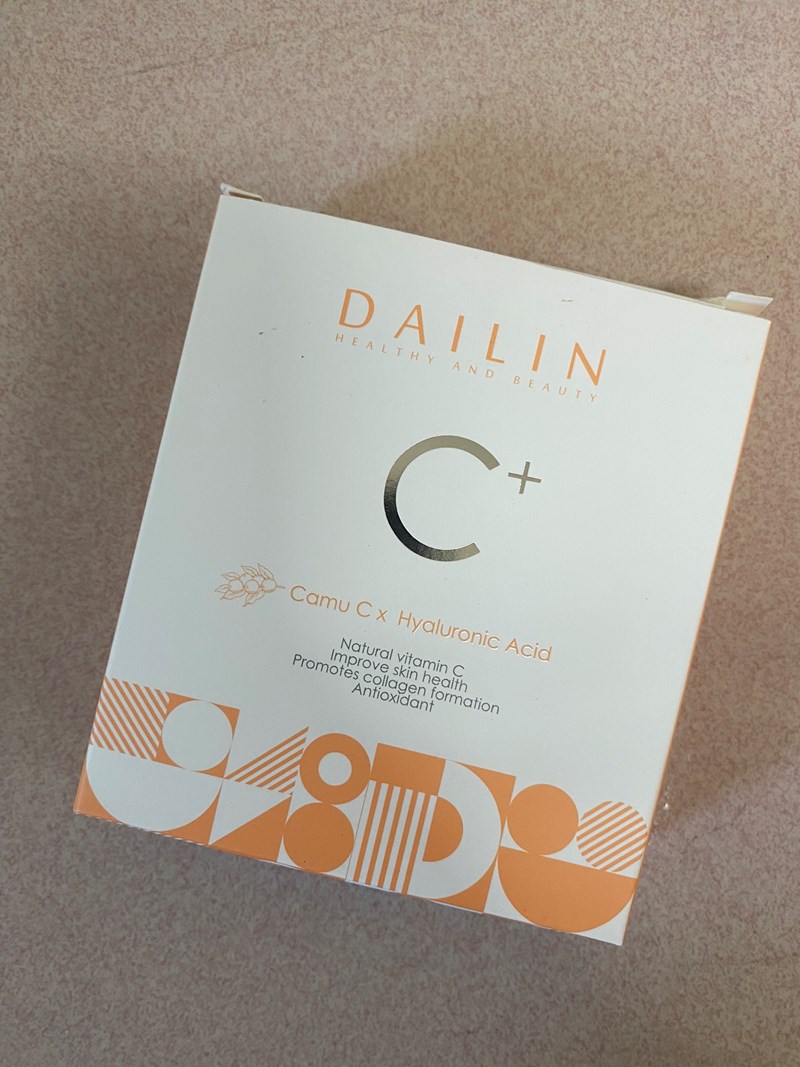 DAILIN
HEALTHY AND BEAUTY
C+
Camu C x Hyaluronic Acid
Natural vitamin C
Improve skin health
Promotes collagen formation
Antioxidant